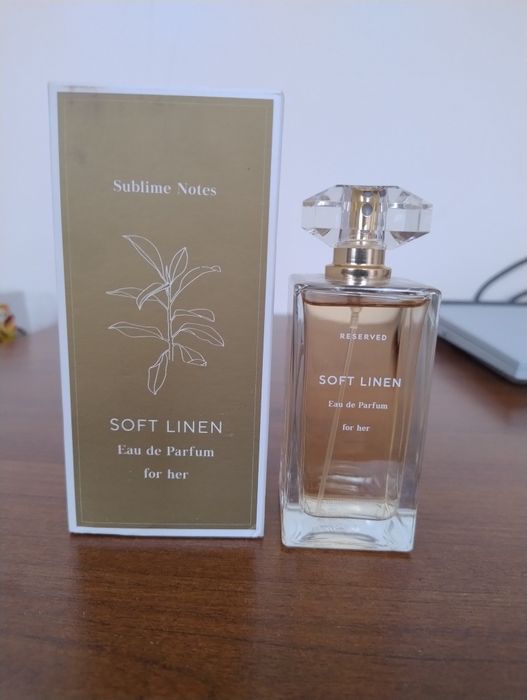 Sublime Notes
SOFT LINEN
Eau de Parfum
for her
RESERVED
SOFT LINEN
Eau de Parfum
for her